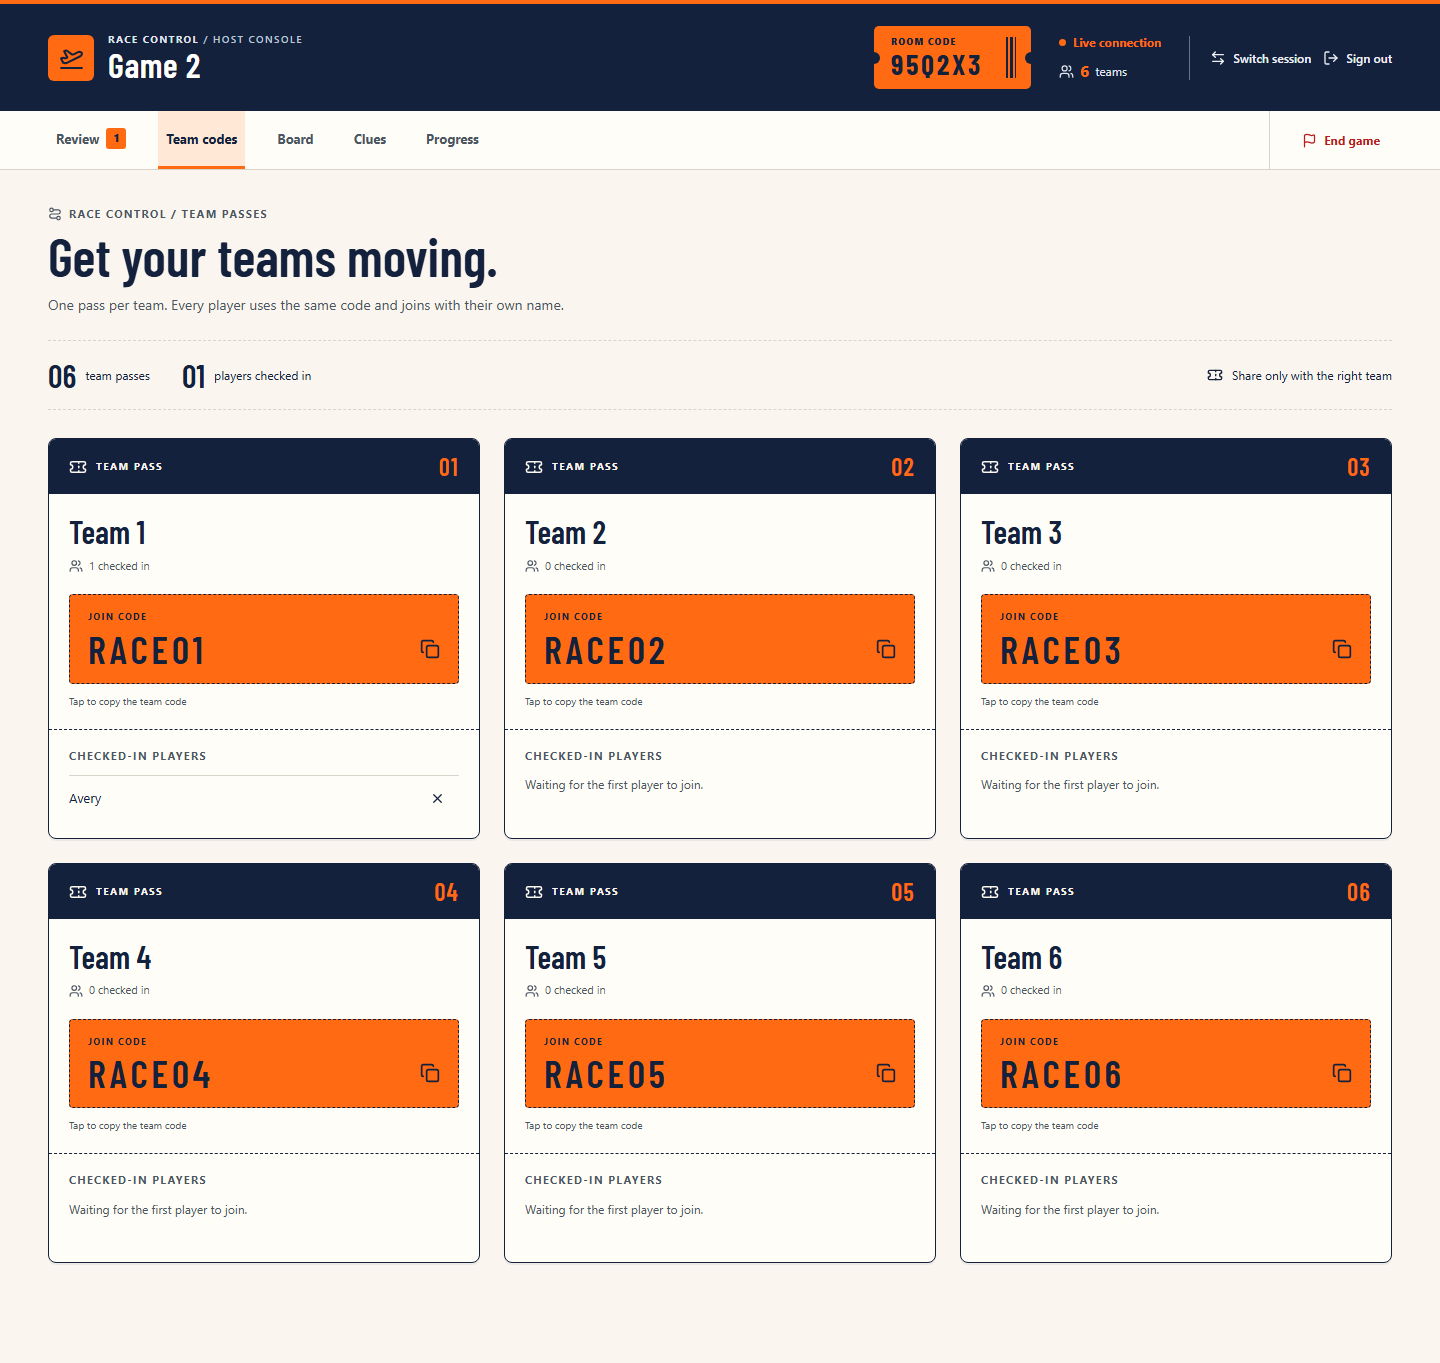 RACE CONTROL / HOST CONSOLE
Game 2
ROOM CODE
95Q2X3
Live connection
6 teams
Switch session
Sign out
Review 1
Team codes
Board
Clues
Progress
End game
RACE CONTROL / TEAM PASSES
Get your teams moving.
One pass per team. Every player uses the same code and joins with their own name.
06 team passes
01 players checked in
Share only with the right team
TEAM PASS 01
Team 1
1 checked in
JOIN CODE
RACE01
Tap to copy the team code
CHECKED-IN PLAYERS
Avery
TEAM PASS 02
Team 2
0 checked in
JOIN CODE
RACE02
Tap to copy the team code
CHECKED-IN PLAYERS
Waiting for the first player to join.
TEAM PASS 03
Team 3
0 checked in
JOIN CODE
RACE03
Tap to copy the team code
CHECKED-IN PLAYERS
Waiting for the first player to join.
TEAM PASS 04
Team 4
0 checked in
JOIN CODE
RACE04
Tap to copy the team code
CHECKED-IN PLAYERS
Waiting for the first player to join.
TEAM PASS 05
Team 5
0 checked in
JOIN CODE
RACE05
Tap to copy the team code
CHECKED-IN PLAYERS
Waiting for the first player to join.
TEAM PASS 06
Team 6
0 checked in
JOIN CODE
RACE06
Tap to copy the team code
CHECKED-IN PLAYERS
Waiting for the first player to join.